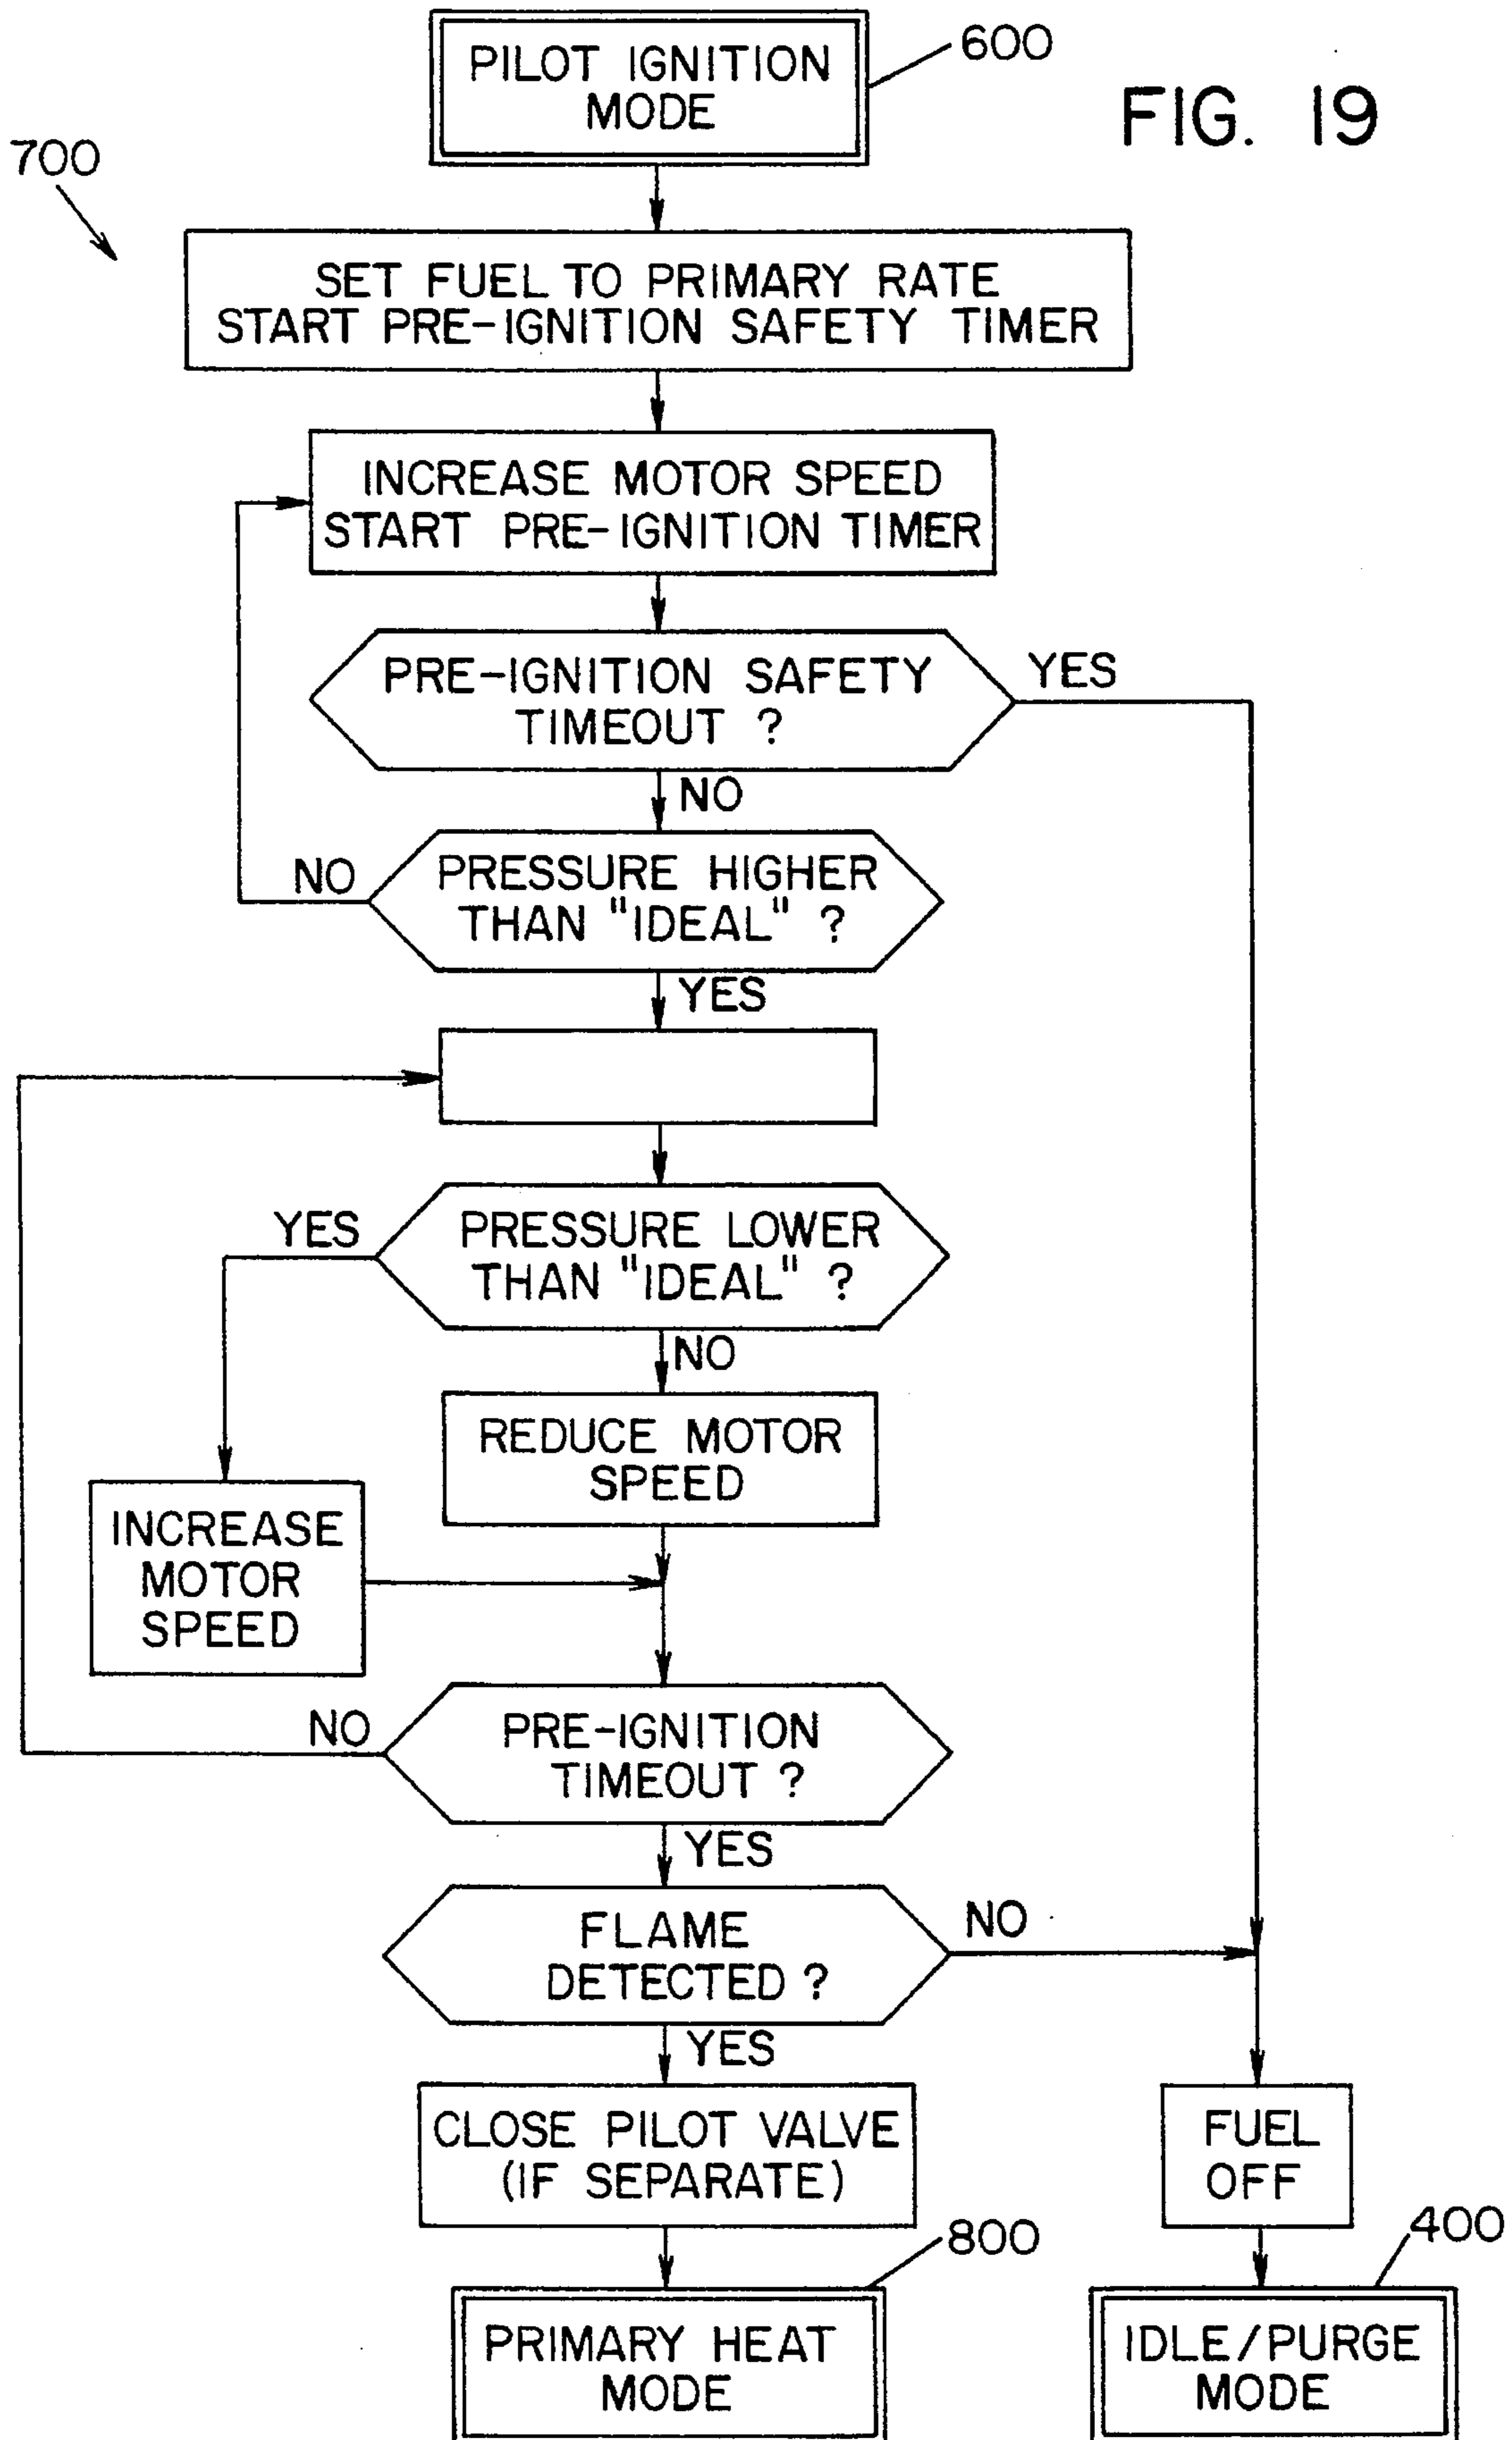 PILOT IGNITION
MODE
600
FIG. 19
700
SET FUEL TO PRIMARY RATE
START PRE-IGNITION SAFETY TIMER
INCREASE MOTOR SPEED
START PRE-IGNITION TIMER
PRE-IGNITION SAFETY
TIMEOUT ?
YES
NO
PRESSURE HIGHER
THAN "IDEAL" ?
NO
YES
PRESSURE LOWER
THAN "IDEAL" ?
YES
NO
REDUCE MOTOR
SPEED
INCREASE
MOTOR
SPEED
PRE-IGNITION
TIMEOUT ?
NO
YES
FLAME
DETECTED ?
NO
YES
CLOSE PILOT VALVE
(IF SEPARATE)
FUEL
OFF
800
400
PRIMARY HEAT
MODE
IDLE/PURGE
MODE